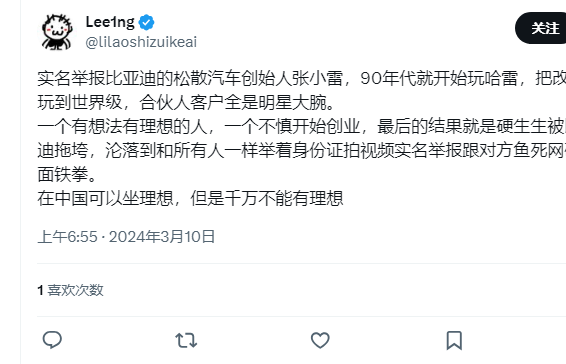 Lee1ng
@lilaoshizuikeai
关注
实名举报比亚迪的松散汽车创始人张小雷，90年代就开始玩哈雷，把改
玩到世界级，合伙人客户全是明星大腕。
一个有想法有理想的人，一个不慎开始创业，最后的结果就是硬生生被
迪拖垮，沦落到和所有人一样举着身份证拍视频实名举报跟对方鱼死网
面铁拳。
在中国可以坐理想，但是千万不能有理想
上午6:55 · 2024年3月10日
1 喜欢次数